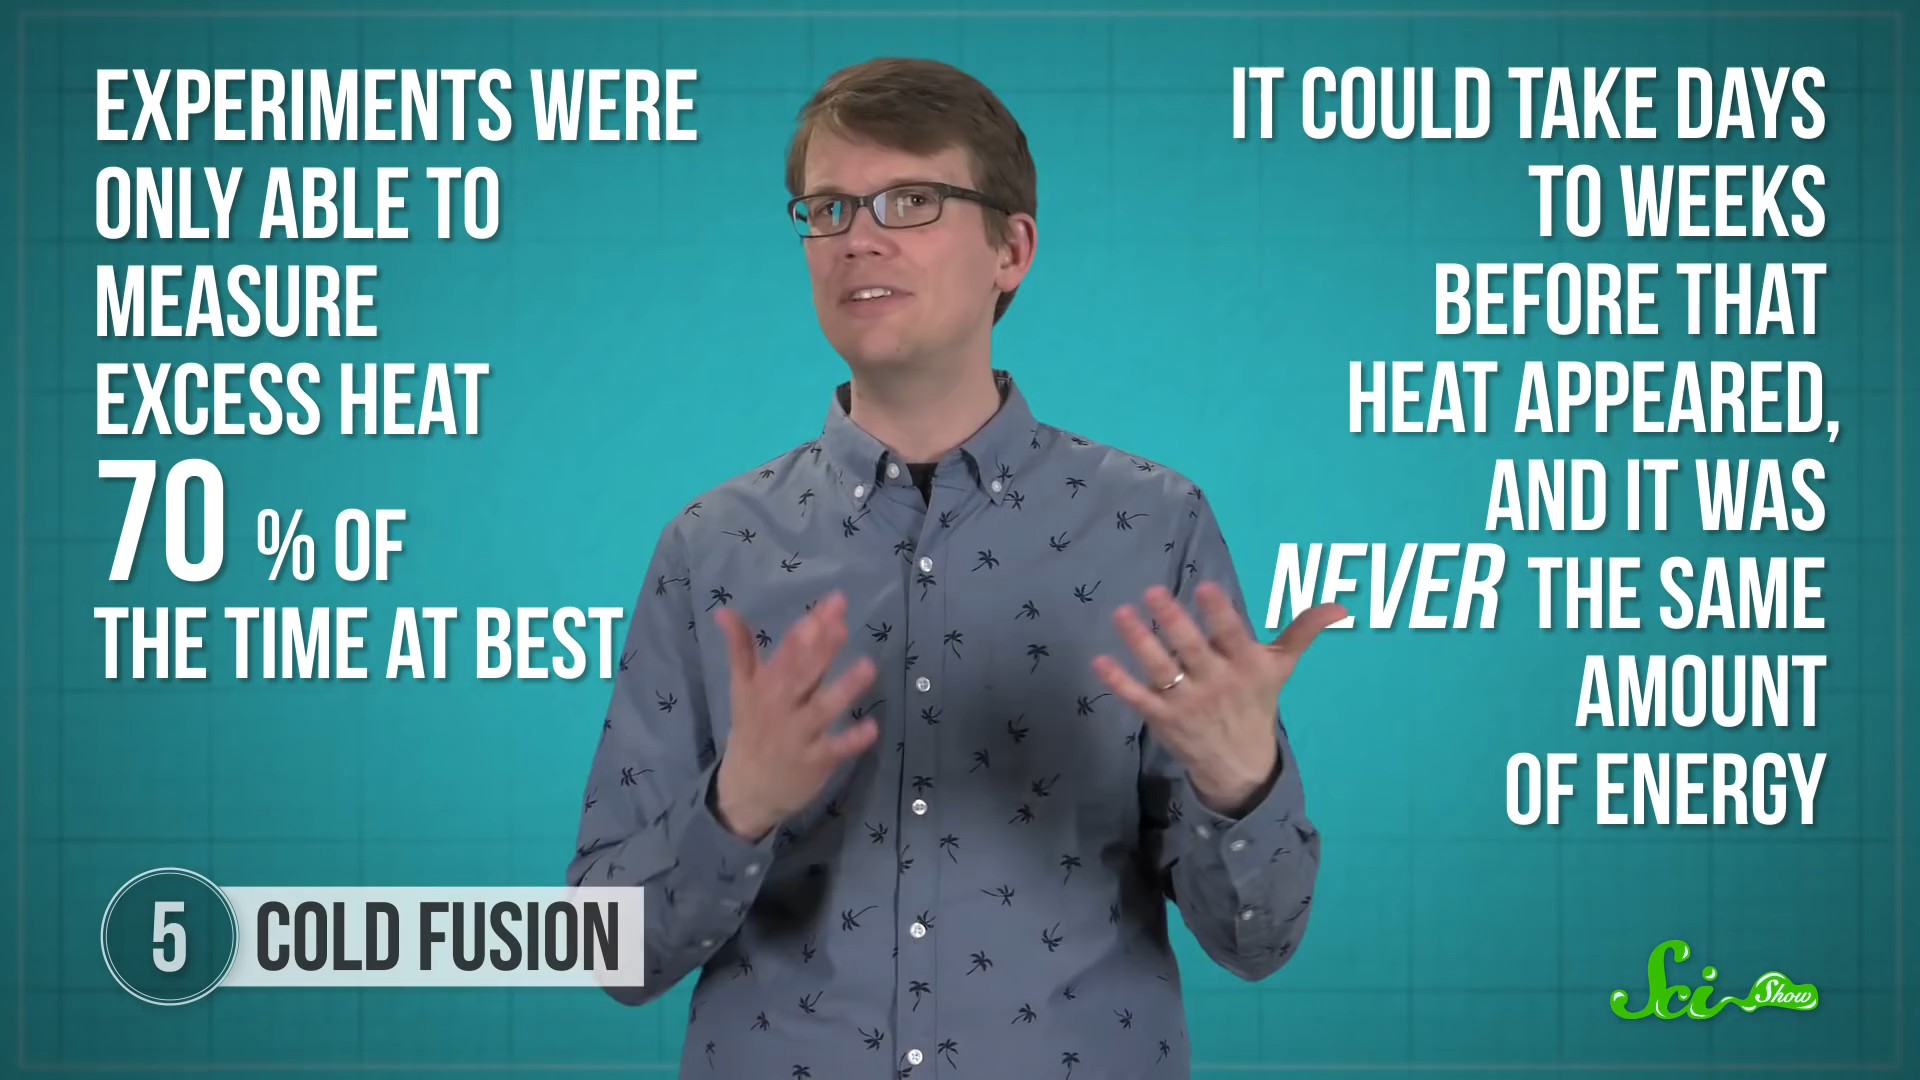 EXPERIMENTS WERE
ONLY ABLE TO
MEASURE
EXCESS HEAT
70 % OF
THE TIME AT BEST
IT COULD TAKE DAYS
TO WEEKS
BEFORE THAT
HEAT APPEARED,
AND IT WAS
NEVER THE SAME
AMOUNT
OF ENERGY
5 COLD FUSION
Sci Show